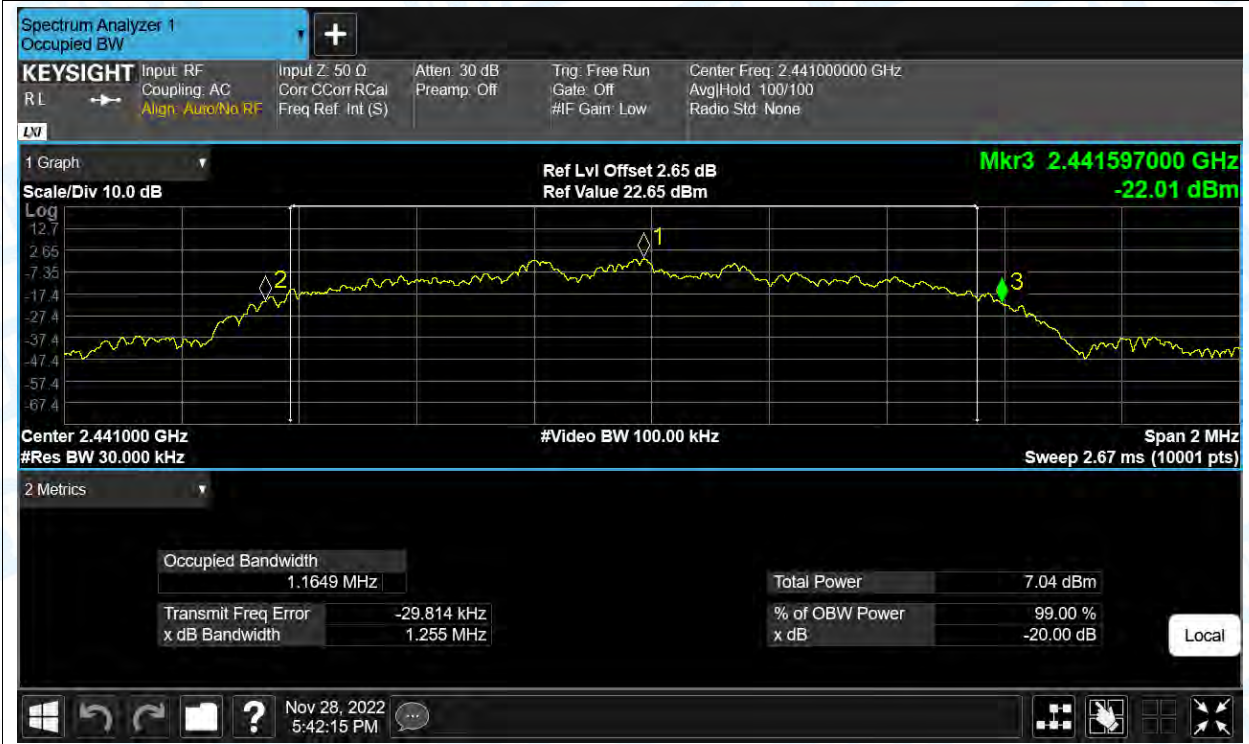 Spectrum Analyzer 1
Occupied BW
KEYSIGHT
R L
LXI
Input: RF
Coupling: AC
Align: Auto/No RF
Input Z: 50 Ω
Corr CCorr RCal
Freq Ref: Int (S)
Atten: 30 dB
Preamp: Off
Trig: Free Run
Gate: Off
#IF Gain: Low
Center Freq: 2.441000000 GHz
Avg|Hold: 100/100
Radio Std: None
1 Graph
Scale/Div 10.0 dB
Ref Lvl Offset 2.65 dB
Ref Value 22.65 dBm
Mkr3 2.441597000 GHz
-22.01 dBm
Log
12.7
2.65
-7.35
-17.4
-27.4
-37.4
-47.4
-57.4
-67.4
1
2
3
Center 2.441000 GHz
#Video BW 100.00 kHz
Span 2 MHz
#Res BW 30.000 kHz
Sweep 2.67 ms (10001 pts)
2 Metrics
Occupied Bandwidth
1.1649 MHz
Total Power 7.04 dBm
Transmit Freq Error -29.814 kHz
% of OBW Power 99.00 %
x dB Bandwidth 1.255 MHz
x dB -20.00 dB
Local
?
Nov 28, 2022
5:42:15 PM